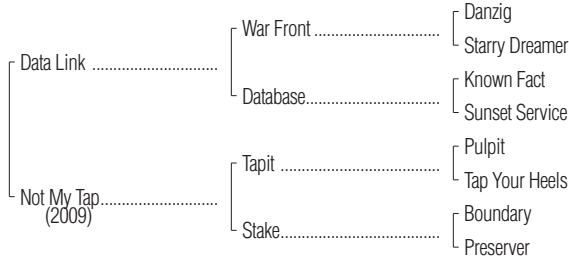 Danzig
War Front ......................................
Starry Dreamer
Data Link ......................................
Known Fact
Database......................................
Sunset Service
Pulpit
Tapit ......................................
Tap Your Heels
Not My Tap......................................
(2009)
Boundary
Stake......................................
Preserver